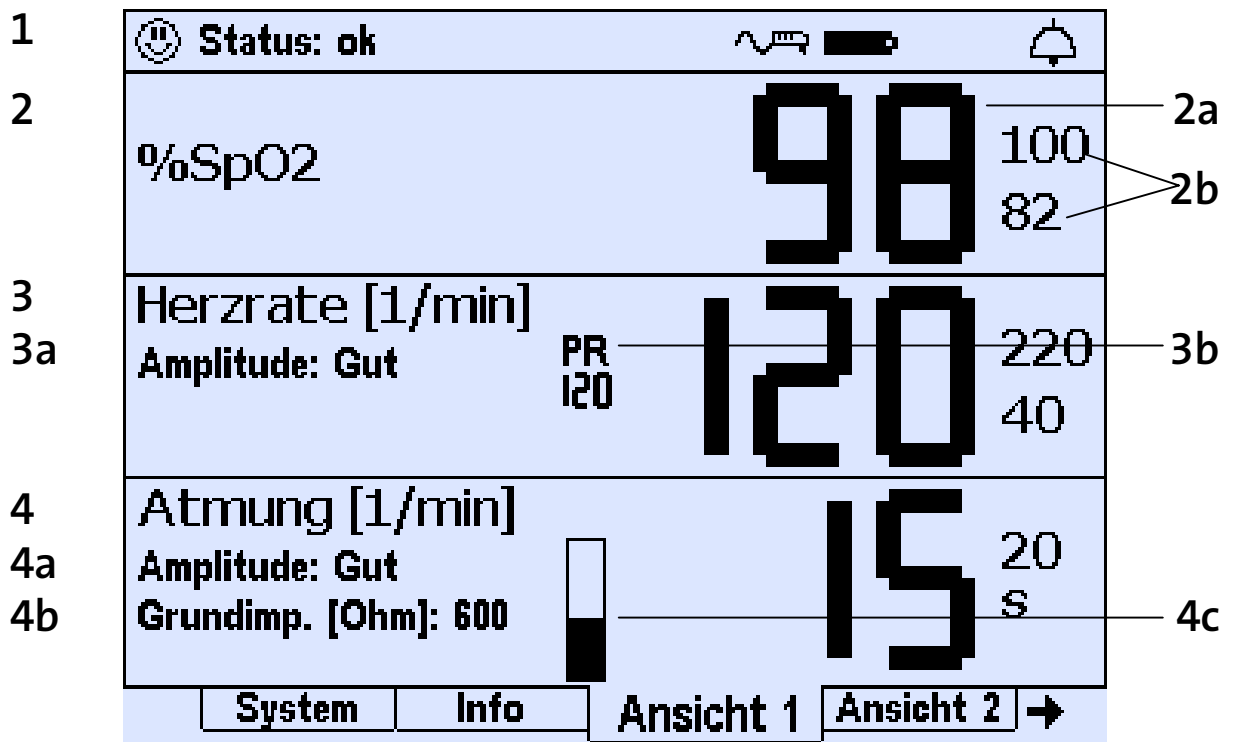 1 Status: ok
2 %SpO2 98 100 82 2a 2b
3 Herzrate [1/min]
3a Amplitude: Gut PR 120 120 220 40 3b
4 Atmung [1/min] 15 20 s
4a Amplitude: Gut
4b Grundimp. [Ohm]: 600 4c
System Info Ansicht 1 Ansicht 2